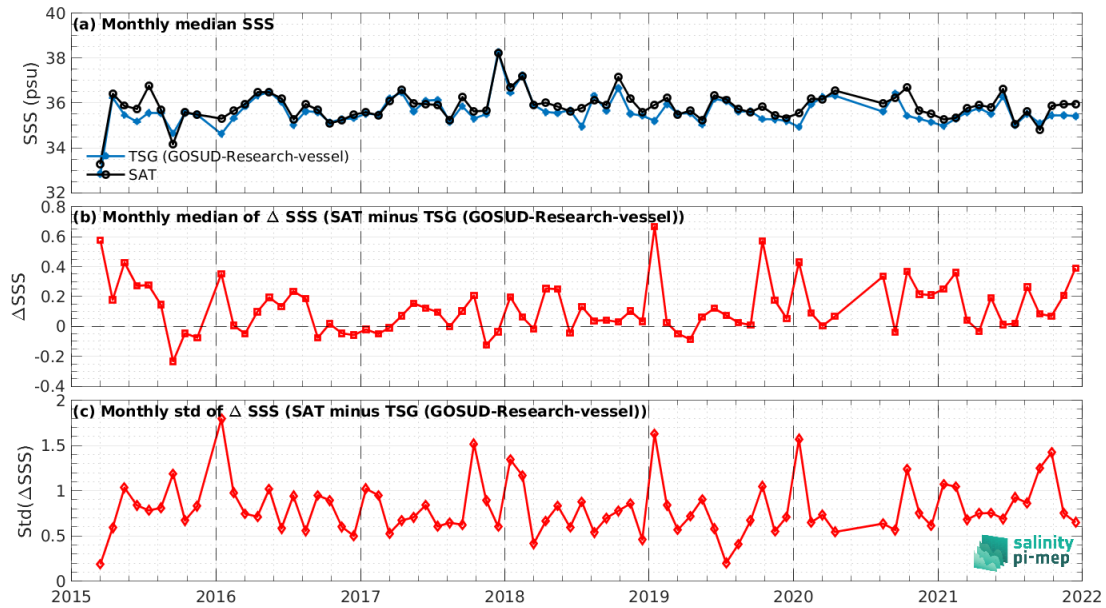 (a) Monthly median SSS
SSS (psu)
40
38
36
34
32
TSG (GOSUD-Research-vessel)
SAT
(b) Monthly median of Δ SSS (SAT minus TSG (GOSUD-Research-vessel))
ΔSSS
0.8
0.6
0.4
0.2
0
-0.2
-0.4
(c) Monthly std of Δ SSS (SAT minus TSG (GOSUD-Research-vessel))
Std(ΔSSS)
2
1.5
1
0.5
0
salinity
pi-mep
2015 2016 2017 2018 2019 2020 2021 2022